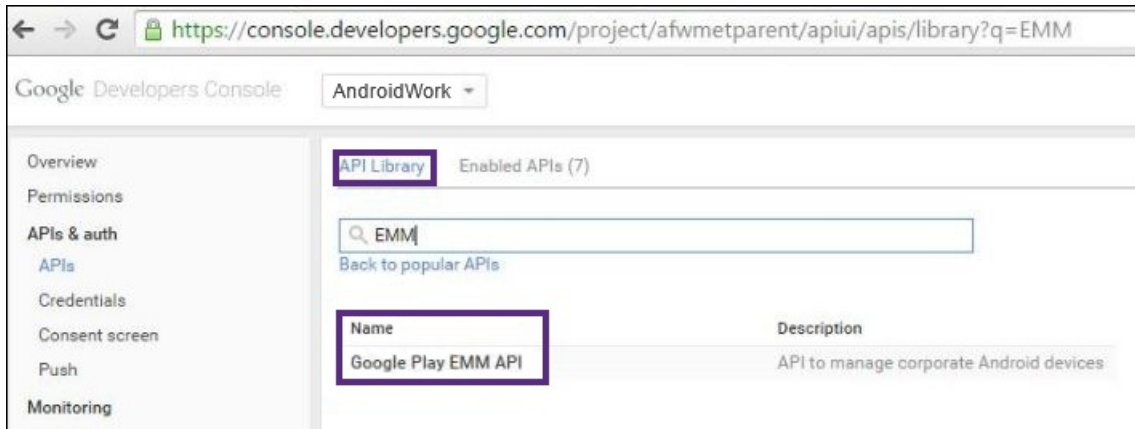 https://console.developers.google.com/project/afwmetparent/apiui/apis/library?q=EMM
Google Developers Console
AndroidWork
Overview
Permissions
APIs & auth
APIs
Credentials
Consent screen
Push
Monitoring
API Library Enabled APIs (7)
EMM
Back to popular APIs
Name Description
Google Play EMM API API to manage corporate Android devices